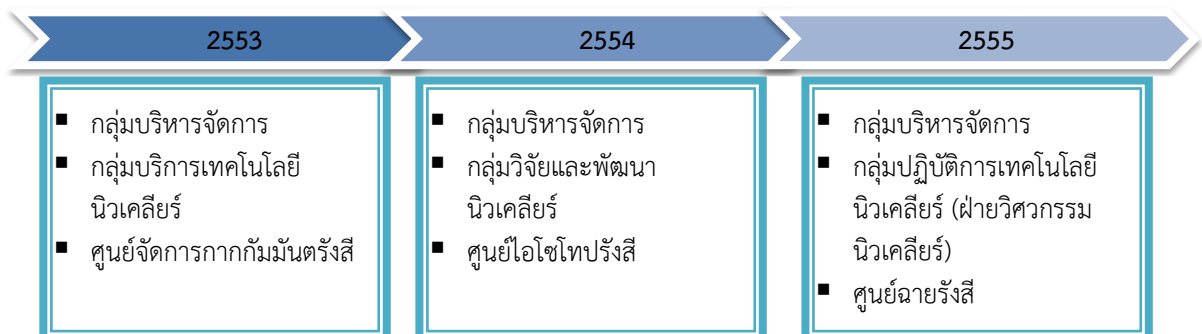 2553
2554
2555
▪ กลุ่มบริหารจัดการ
▪ กลุ่มบริการเทคโนโลยี
นิวเคลียร์
▪ ศูนย์จัดการกากกัมมันตรังสี
▪ กลุ่มบริหารจัดการ
▪ กลุ่มวิจัยและพัฒนา
นิวเคลียร์
▪ ศูนย์ไอโซโทปรังสี
▪ กลุ่มบริหารจัดการ
▪ กลุ่มปฏิบัติการเทคโนโลยี
นิวเคลียร์ (ฝ่ายวิศวกรรม
นิวเคลียร์)
▪ ศูนย์ฉายรังสี